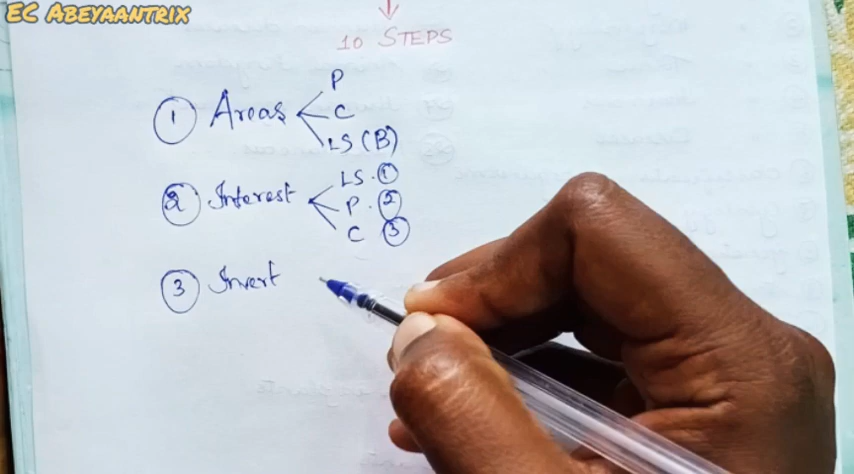 EC ABEYAANTRIX
10 STEPS
① Areas
P
C
LS (B)
② Interest
LS. ①
P. ②
C ③
③ Invert